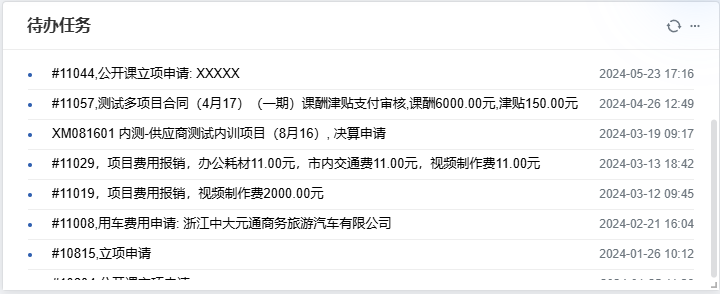 待办任务
#11044,公开课立项申请: XXXXX 2024-05-23 17:16
#11057,测试多项目合同（4月17）（一期）课酬津贴支付审核,课酬6000.00元,津贴150.00元 2024-04-26 12:49
XM081601 内测-供应商测试内训项目（8月16）, 决算申请 2024-03-19 09:17
#11029，项目费用报销，办公耗材11.00元，市内交通费11.00元，视频制作费11.00元 2024-03-13 18:42
#11019，项目费用报销，视频制作费2000.00元 2024-03-12 09:45
#11008,用车费用申请: 浙江中大元通商务旅游汽车有限公司 2024-02-21 16:04
#10815,立项申请 2024-01-26 10:12